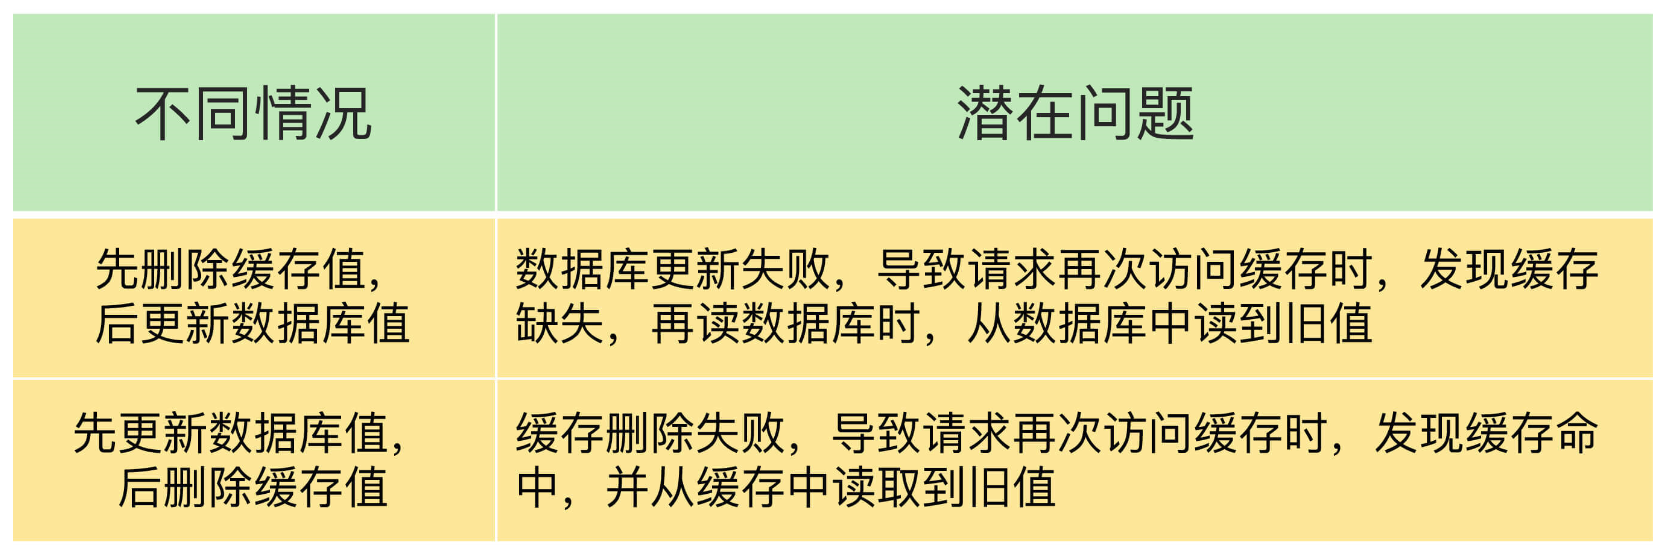 不同情况
潜在问题
先删除缓存值，
后更新数据库值
数据库更新失败，导致请求再次访问缓存时，发现缓存
缺失，再读数据库时，从数据库中读到旧值
先更新数据库值，
后删除缓存值
缓存删除失败，导致请求再次访问缓存时，发现缓存命
中，并从缓存中读取到旧值